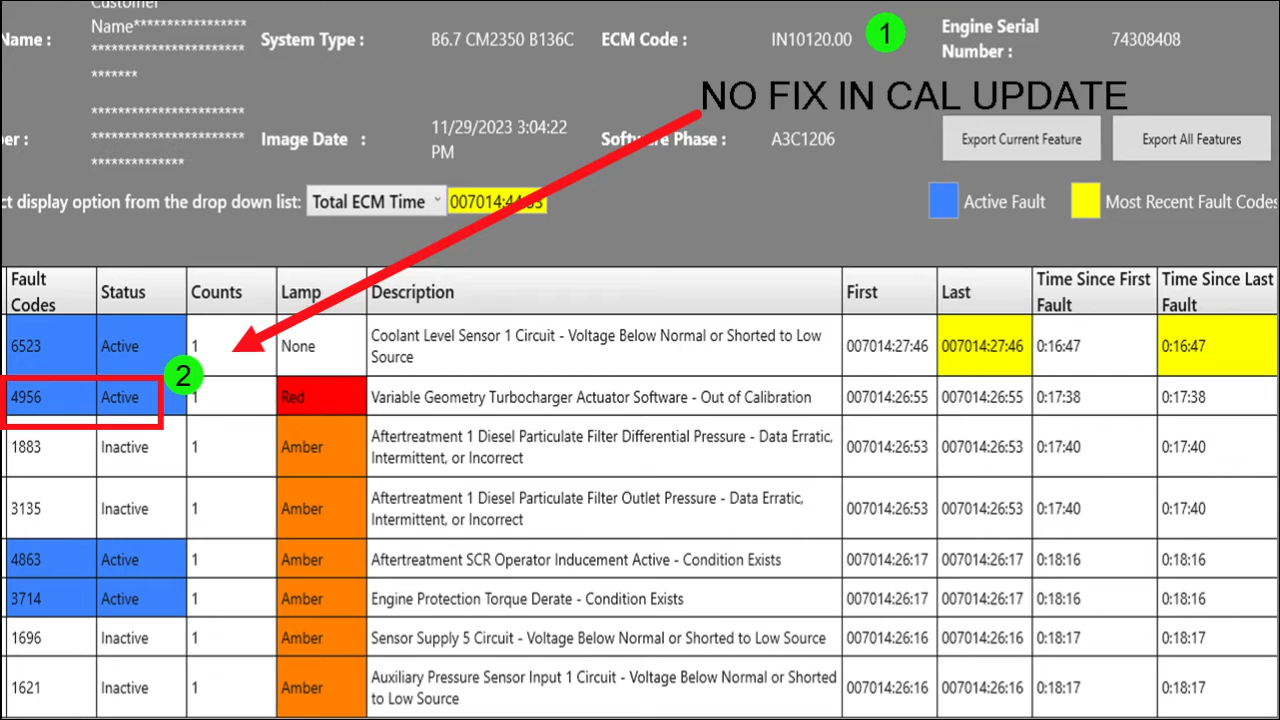 Customer
Name*****************
Name :
***********************
*******
System Type :
B6.7 CM2350 B136C
ECM Code :
IN10120.00
1
Engine Serial
Number :
74308408
NO FIX IN CAL UPDATE
***********************
***********************
**************
Image Date :
11/29/2023 3:04:22
PM
Software Phase :
A3C1206
Export Current Feature
Export All Features
display option from the drop down list:
Total ECM Time
Active Fault
Most Recent Fault Codes
Fault Codes Status Counts Lamp Description First Last Time Since First Fault Time Since Last Fault
6523 Active 1 None Coolant Level Sensor 1 Circuit - Voltage Below Normal or Shorted to Low Source 007014:27:46 007014:27:46 0:16:47 0:16:47
2
4956 Active 1 Red Variable Geometry Turbocharger Actuator Software - Out of Calibration 007014:26:55 007014:26:55 0:17:38 0:17:38
1883 Inactive 1 Amber Aftertreatment 1 Diesel Particulate Filter Differential Pressure - Data Erratic, Intermittent, or Incorrect 007014:26:53 007014:26:53 0:17:40 0:17:40
3135 Inactive 1 Amber Aftertreatment 1 Diesel Particulate Filter Outlet Pressure - Data Erratic, Intermittent, or Incorrect 007014:26:53 007014:26:53 0:17:40 0:17:40
4863 Active 1 Amber Aftertreatment SCR Operator Inducement Active - Condition Exists 007014:26:17 007014:26:17 0:18:16 0:18:16
3714 Active 1 Amber Engine Protection Torque Derate - Condition Exists 007014:26:17 007014:26:17 0:18:16 0:18:16
1696 Inactive 1 Amber Sensor Supply 5 Circuit - Voltage Below Normal or Shorted to Low Source 007014:26:16 007014:26:16 0:18:17 0:18:17
1621 Inactive 1 Amber Auxiliary Pressure Sensor Input 1 Circuit - Voltage Below Normal or Shorted to Low Source 007014:26:16 007014:26:16 0:18:17 0:18:17